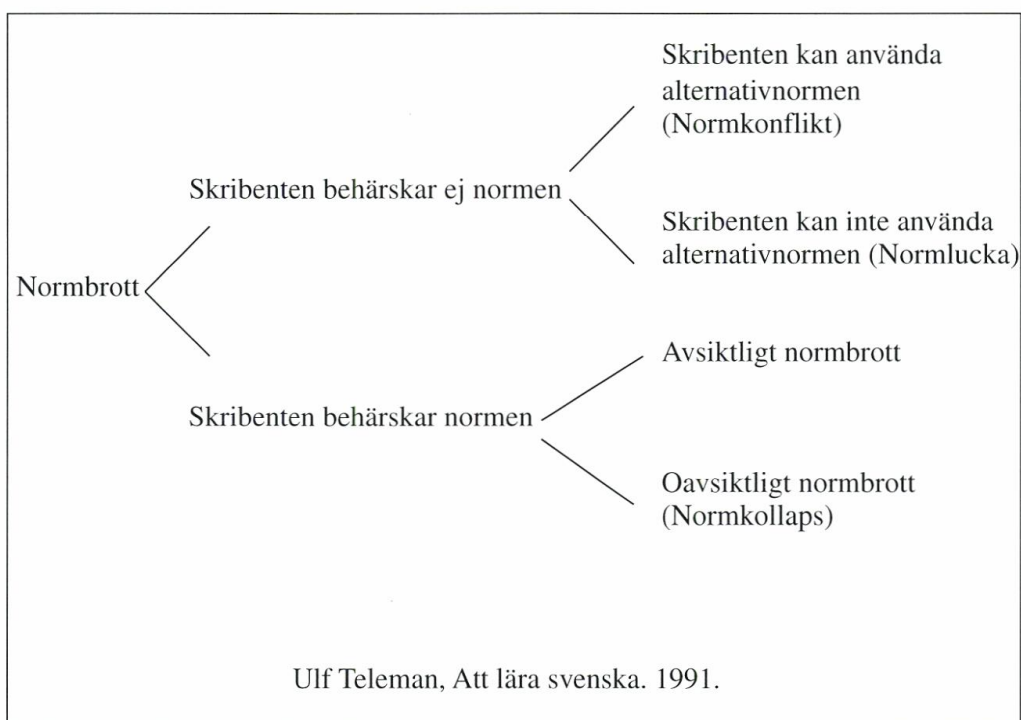 Skribenten kan använda
alternativnormen
(Normkonflikt)
Skribenten behärskar ej normen
Skribenten kan inte använda
alternativnormen (Normlucka)
Normbrott
Avsiktligt normbrott
Skribenten behärskar normen
Oavsiktligt normbrott
(Normkollaps)
Ulf Teleman, Att lära svenska. 1991.